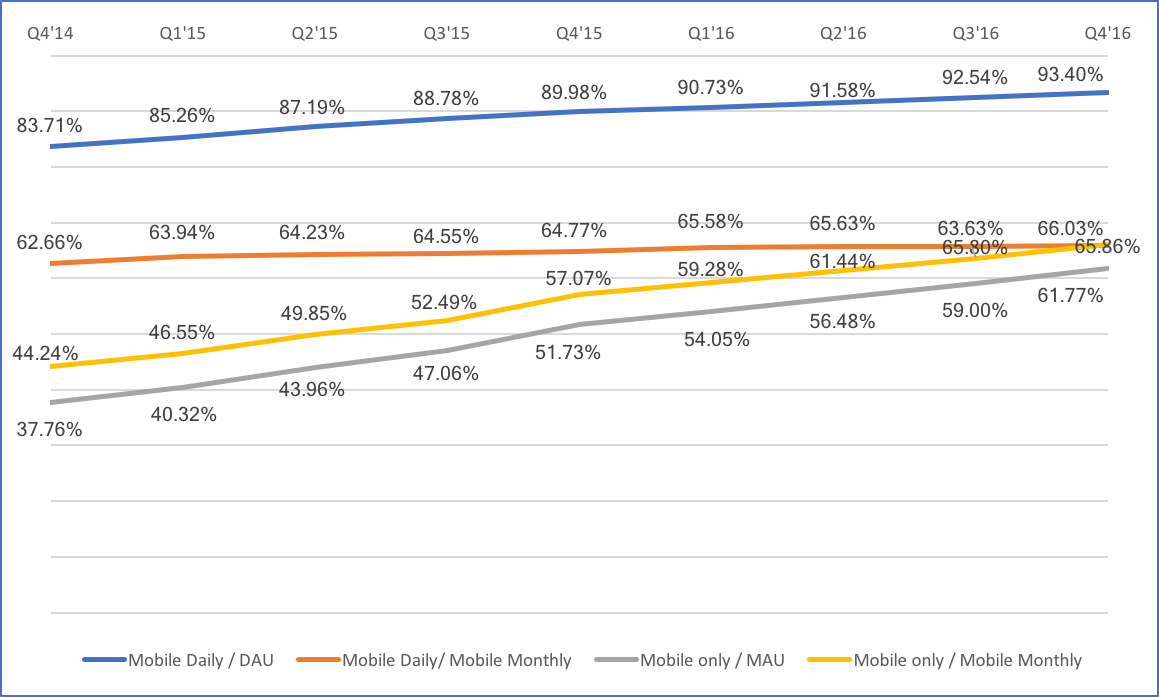 Q4'14 Q1'15 Q2'15 Q3'15 Q4'15 Q1'16 Q2'16 Q3'16 Q4'16
83.71% 85.26% 87.19% 88.78% 89.98% 90.73% 91.58% 92.54% 93.40%
62.66% 63.94% 64.23% 64.55% 64.77% 65.58% 65.63% 63.63% 66.03%
44.24% 46.55% 49.85% 52.49% 57.07% 59.28% 61.44% 65.80% 65.86%
37.76% 40.32% 43.96% 47.06% 51.73% 54.05% 56.48% 59.00% 61.77%
Mobile Daily / DAU Mobile Daily/ Mobile Monthly Mobile only / MAU Mobile only / Mobile Monthly